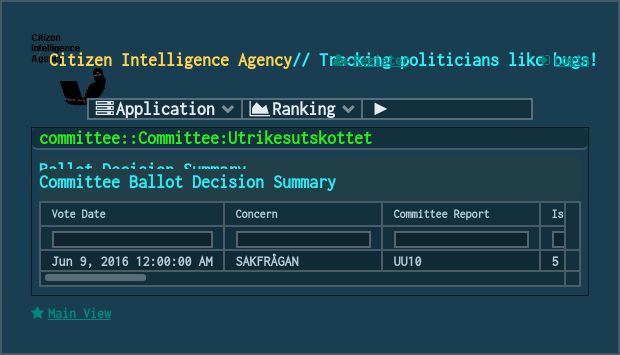 Citizen
Intelligence
Agency
Citizen Intelligence Agency// Tracking politicians like bugs!
Register
Login
Application
Ranking
committee::Committee:Utrikesutskottet
Ballot Decision Summary
Committee Ballot Decision Summary
Vote Date Concern Committee Report Is
Jun 9, 2016 12:00:00 AM SAKFRÅGAN UU10 5
Main View